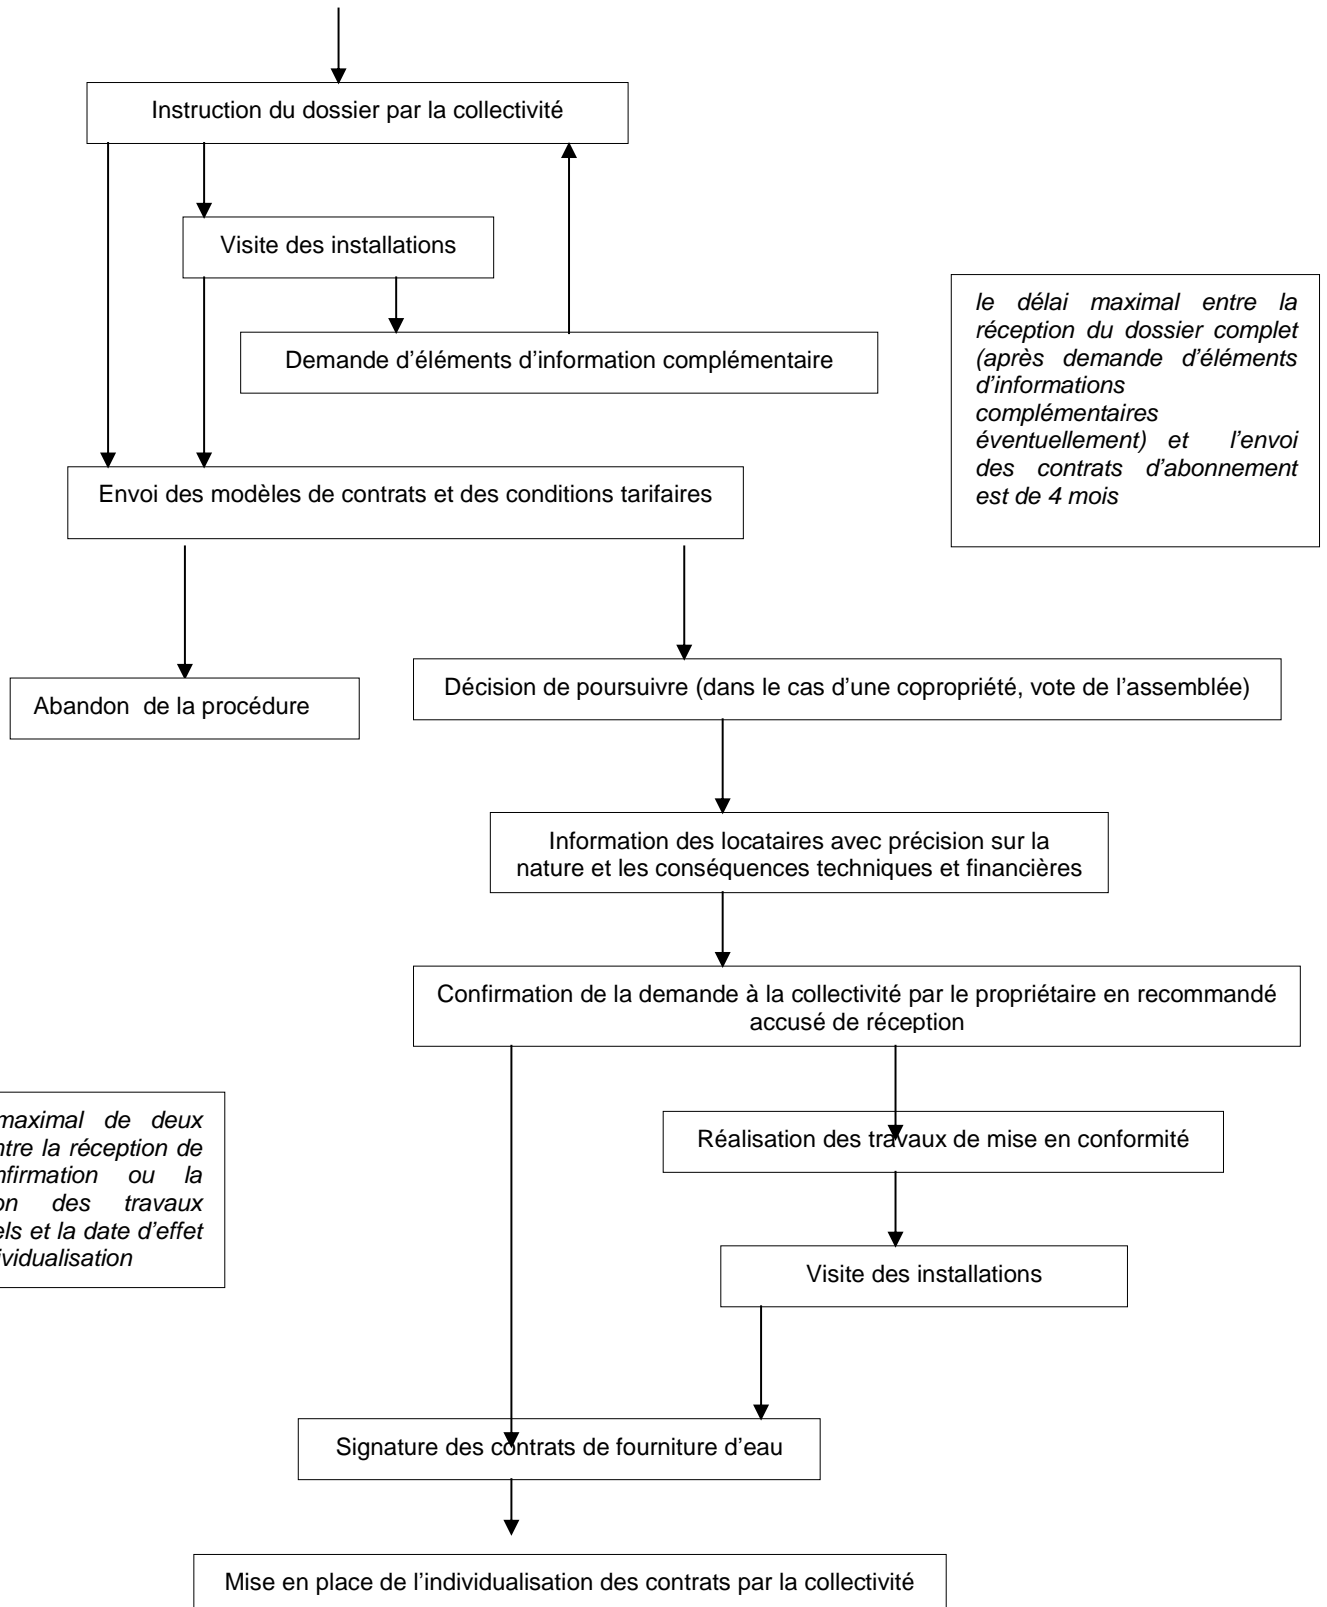 Instruction du dossier par la collectivité
Visite des installations
le délai maximal entre la
réception du dossier complet
(après demande d’éléments
d’informations
complémentaires
éventuellement) et l’envoi
des contrats d’abonnement
est de 4 mois
Demande d’éléments d’information complémentaire
Envoi des modèles de contrats et des conditions tarifaires
Abandon de la procédure
Décision de poursuivre (dans le cas d’une copropriété, vote de l’assemblée)
Information des locataires avec précision sur la
nature et les conséquences techniques et financières
Confirmation de la demande à la collectivité par le propriétaire en recommandé
accusé de réception
maximal de deux
la réception de
ou la
des travaux
et la date d’effet
Réalisation des travaux de mise en conformité
Visite des installations
Signature des contrats de fourniture d’eau
Mise en place de l’individualisation des contrats par la collectivité